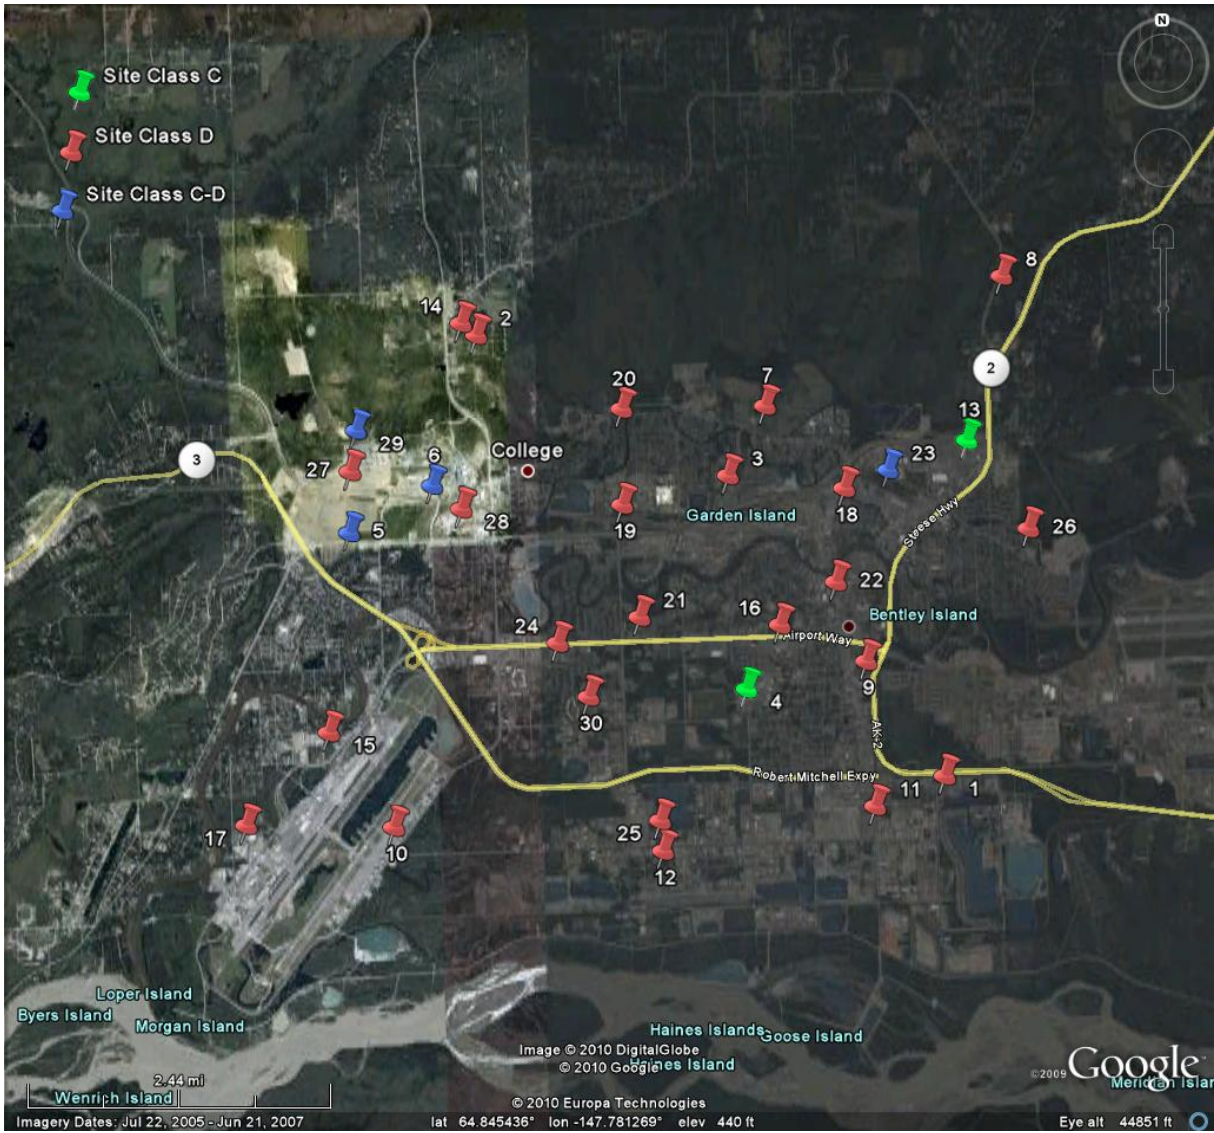 N
Site Class C
Site Class D
Site Class C-D
8
14
2
2
20
7
13
29
College
6
3
27
3
23
28
18
5
19
Garden Island
Steese Hwy
26
22
21
16
24
Bentley Island
Airport Way
9
4
30
15
AK-2
Robert Mitchell Expy
11
1
17
10
25
12
Loper Island
Byers Island
Morgan Island
Haines Islands
Goose Island
Image © 2010 DigitalGlobe
© 2010 Google
Haines Island
©2009 Google
2.44 mi
Wenrich Island
© 2010 Europa Technologies
Imagery Dates: Jul 22, 2005 - Jun 21, 2007
lat 64.845436° lon -147.781269° elev 440 ft
Eye alt 44851 ft